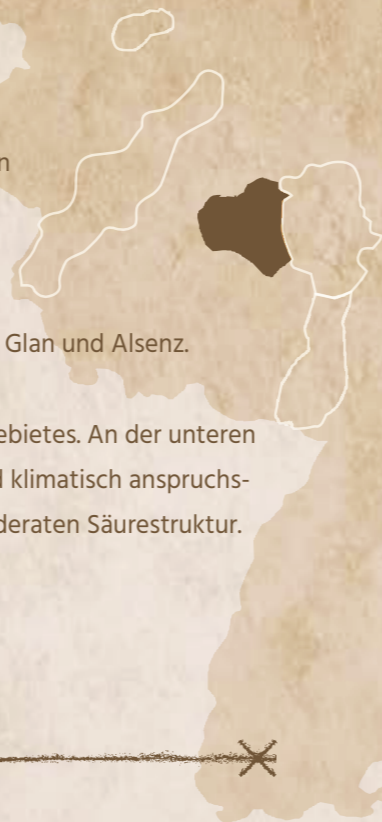 n
Glan und Alsenz.
ebietes. An der unteren
klimatisch anspruchs-
deraten Säurestruktur.